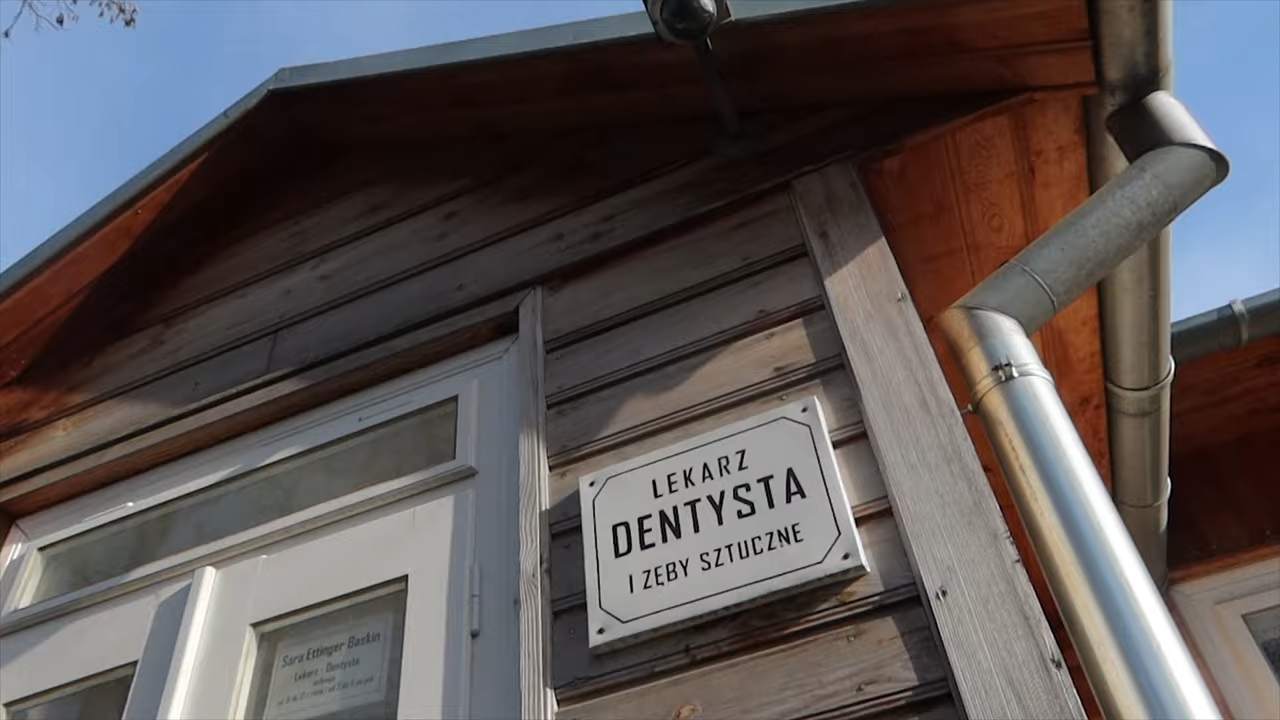 LEKARZ
DENTYSTA
I ZĘBY SZTUCZNE
Sara Ettinger Baskin
Lekarz - Dentysta